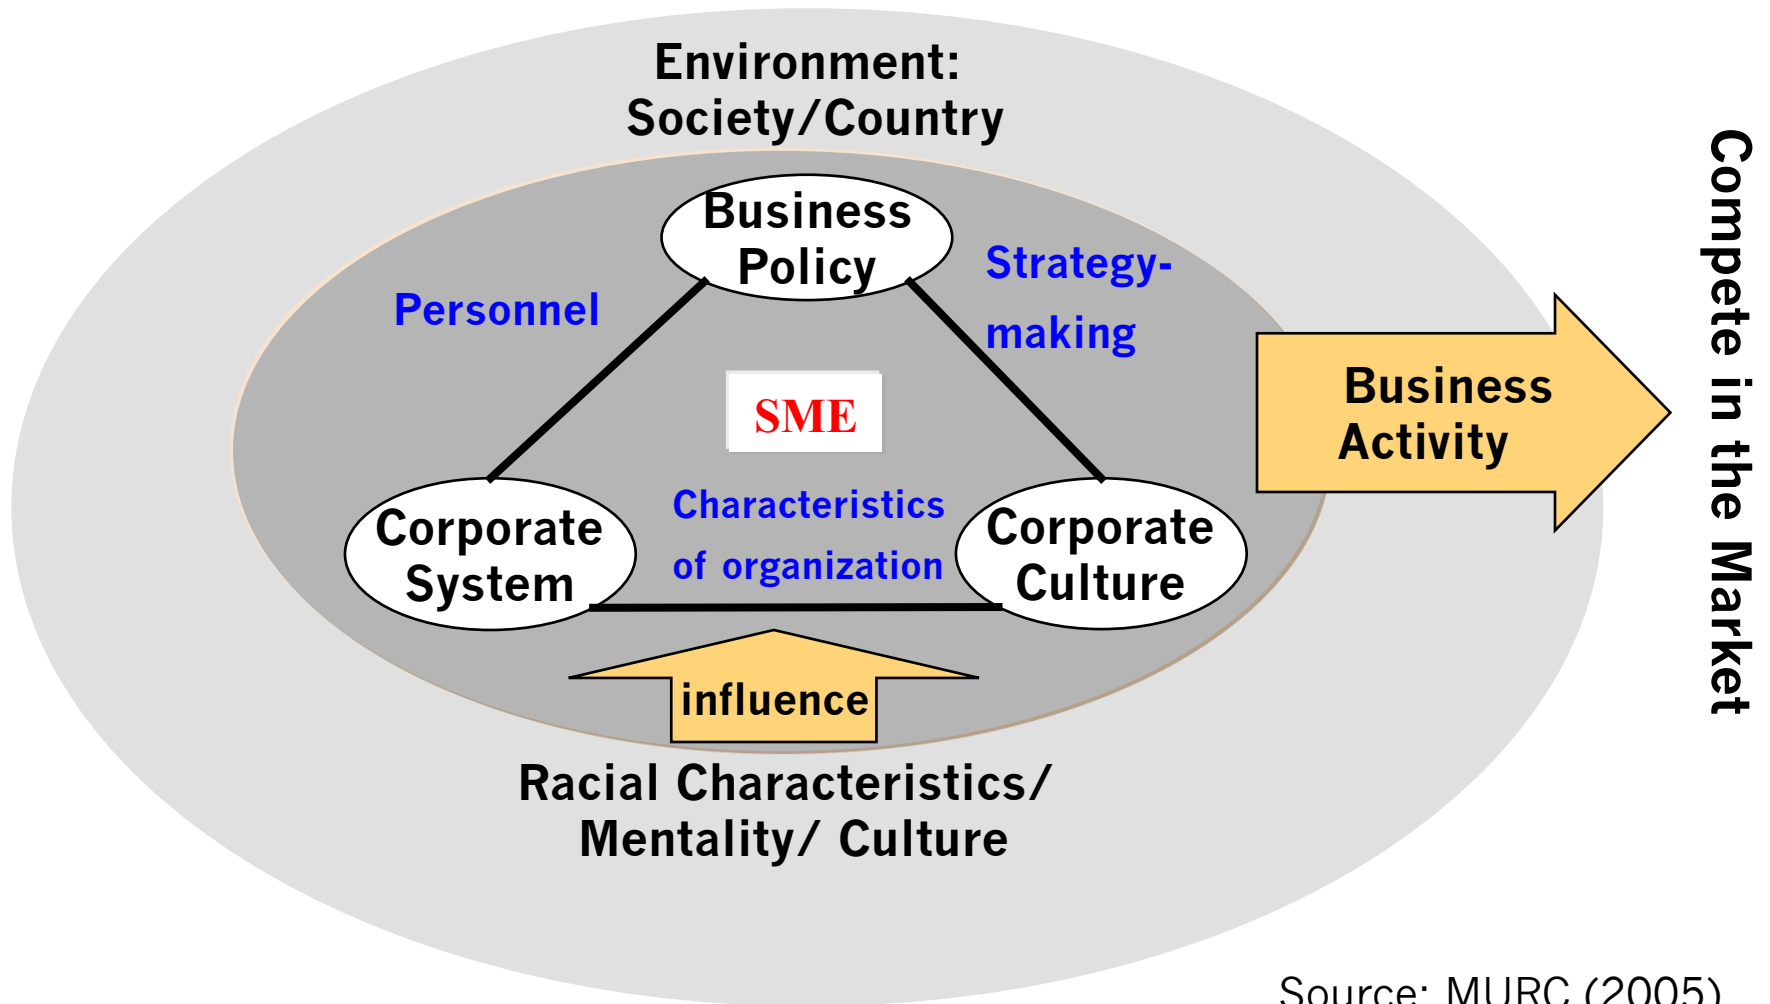 Environment:
Society/Country
Business
Policy
Personnel
Strategy-
making
SME
Characteristics
of organization
Corporate
System
Corporate
Culture
influence
Racial Characteristics/
Mentality/ Culture
Business
Activity
Compete in the Market
Source: MURC (2005)